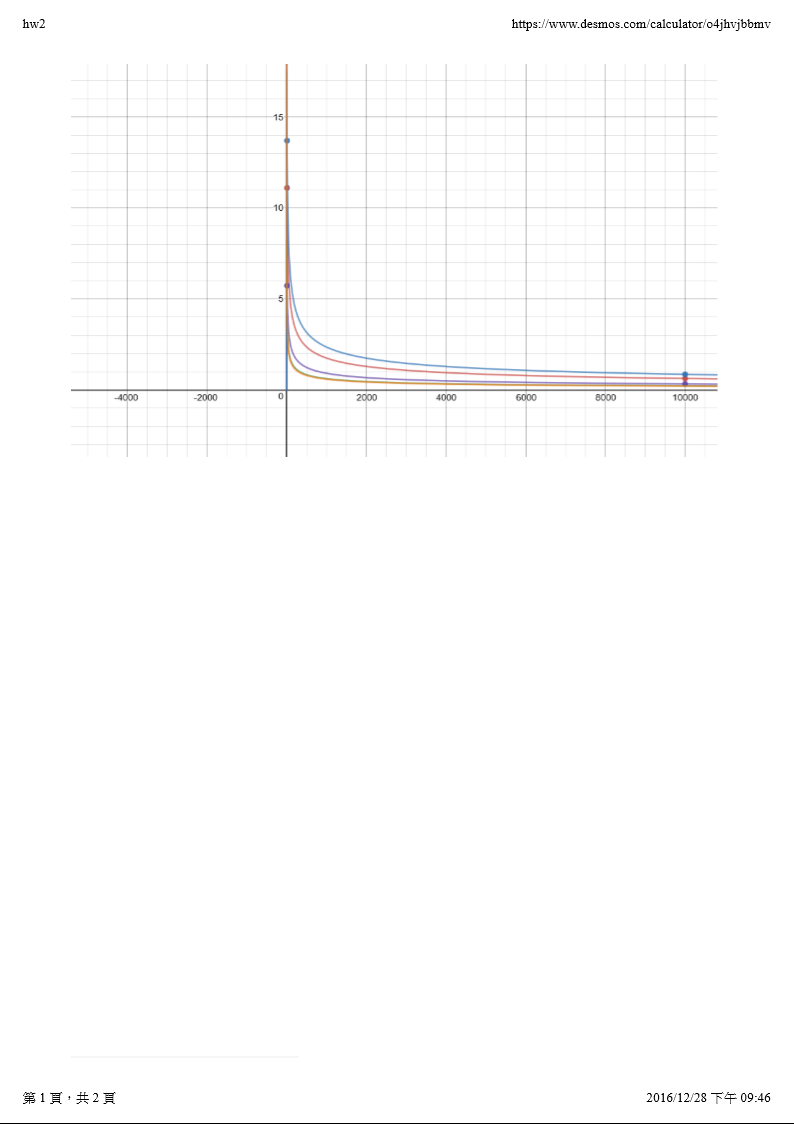 hw2 https://www.desmos.com/calculator/o4jhvjbbmv
15
10
5
-4000 -2000 0 2000 4000 6000 8000 10000
第 1 頁，共 2 頁 2016/12/28 下午 09:46